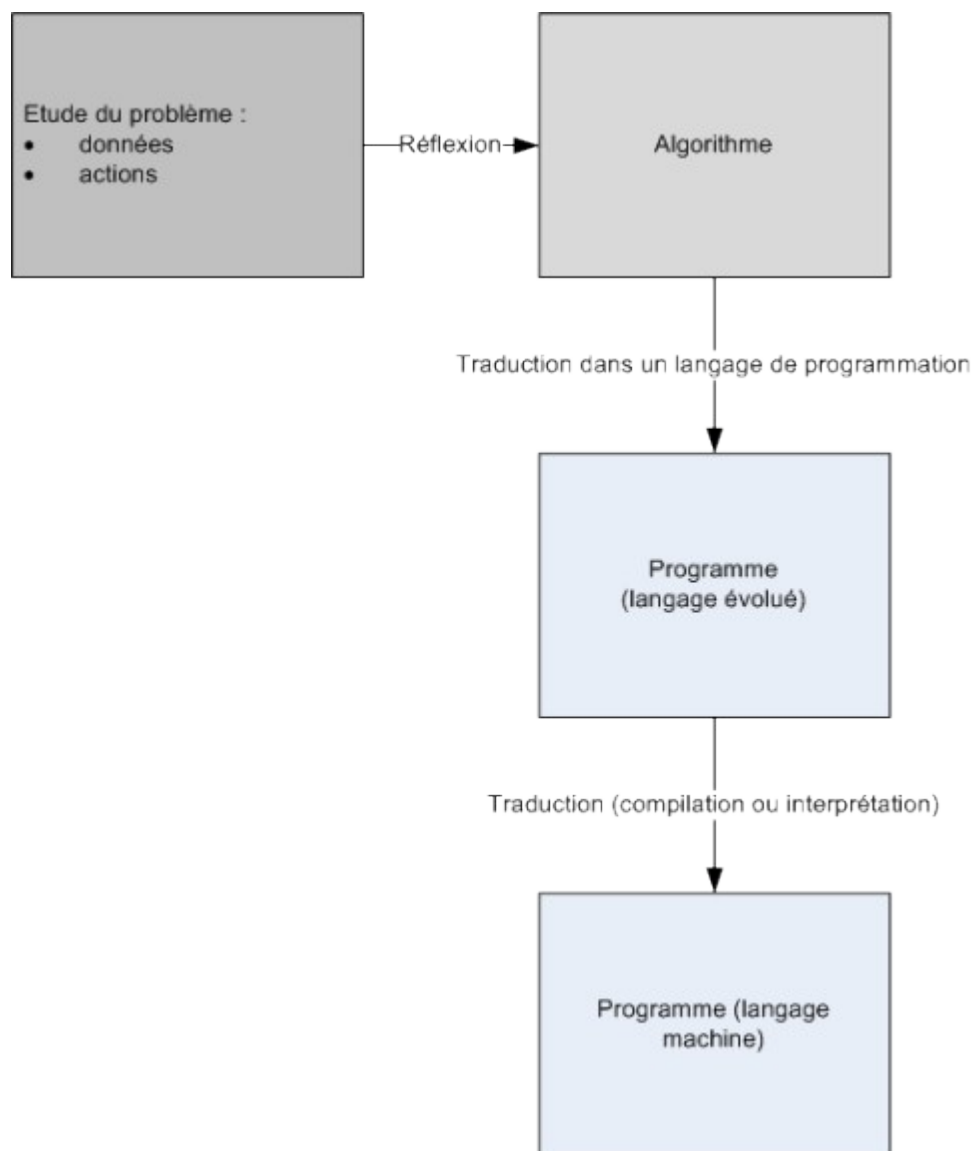 Etude du problème :
• données
• actions
Réflexion
Algorithme
Traduction dans un langage de programmation
Programme
(langage évolué)
Traduction (compilation ou interprétation)
Programme (langage
machine)